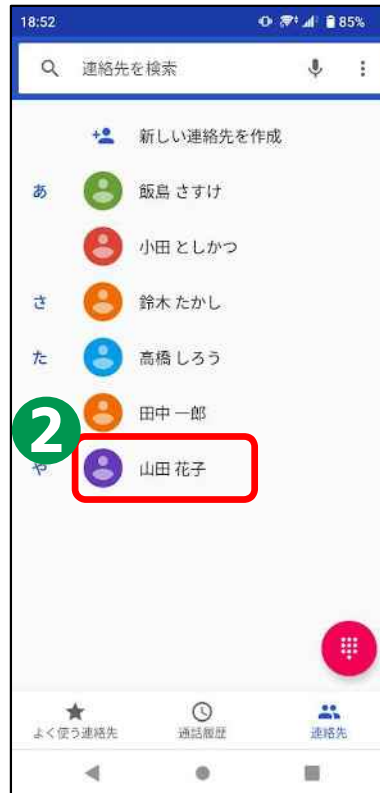 18:52 85%
連絡先を検索
新しい連絡先を作成
あ 飯島 さすけ
小田 としかつ
さ 鈴木 たかし
た 高橋 しろう
田中 一郎
2
や 山田 花子
よく使う連絡先 通話履歴 連絡先